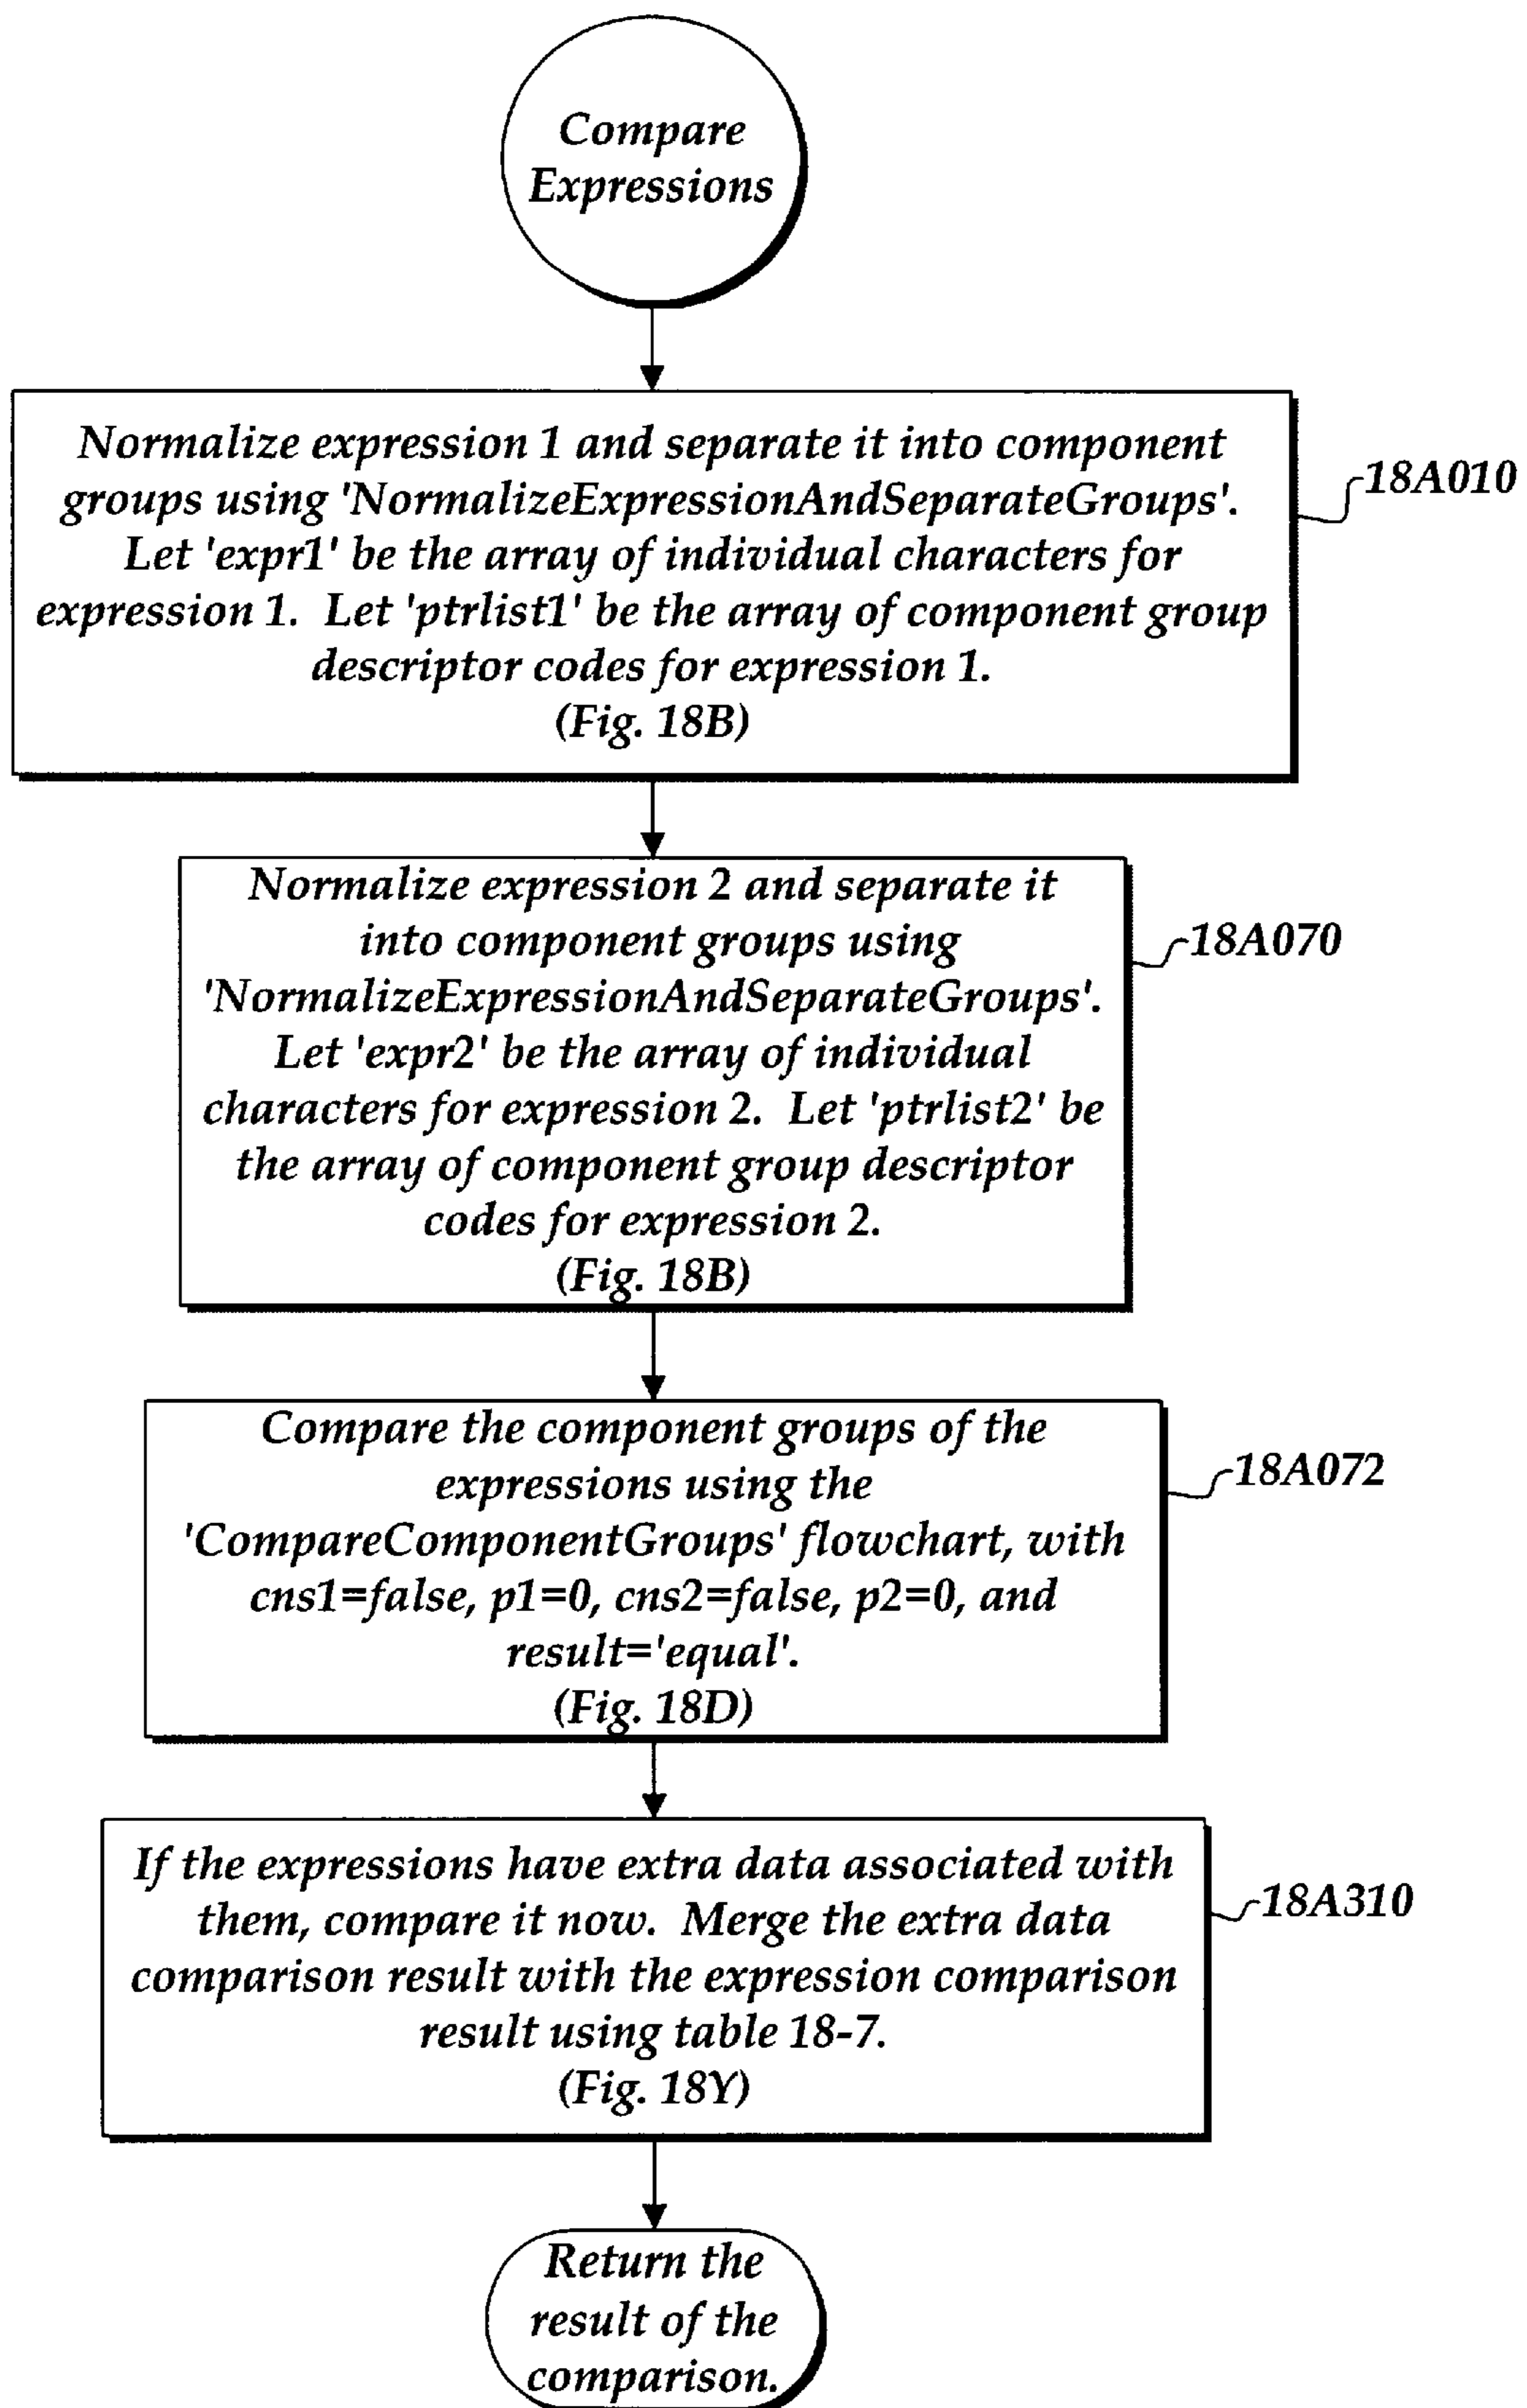 Compare
Expressions
Normalize expression 1 and separate it into component
groups using 'NormalizeExpressionAndSeparateGroups'.
Let 'expr1' be the array of individual characters for
expression 1.  Let 'ptrlist1' be the array of component group
descriptor codes for expression 1.
(Fig. 18B)
18A010
Normalize expression 2 and separate it
into component groups using
'NormalizeExpressionAndSeparateGroups'.
Let 'expr2' be the array of individual
characters for expression 2.  Let 'ptrlist2' be
the array of component group descriptor
codes for expression 2.
(Fig. 18B)
18A070
Compare the component groups of the
expressions using the
'CompareComponentGroups' flowchart, with
cns1=false, p1=0, cns2=false, p2=0, and
result='equal'.
(Fig. 18D)
18A072
If the expressions have extra data associated with
them, compare it now.  Merge the extra data
comparison result with the expression comparison
result using table 18-7.
(Fig. 18Y)
18A310
Return the
result of the
comparison.